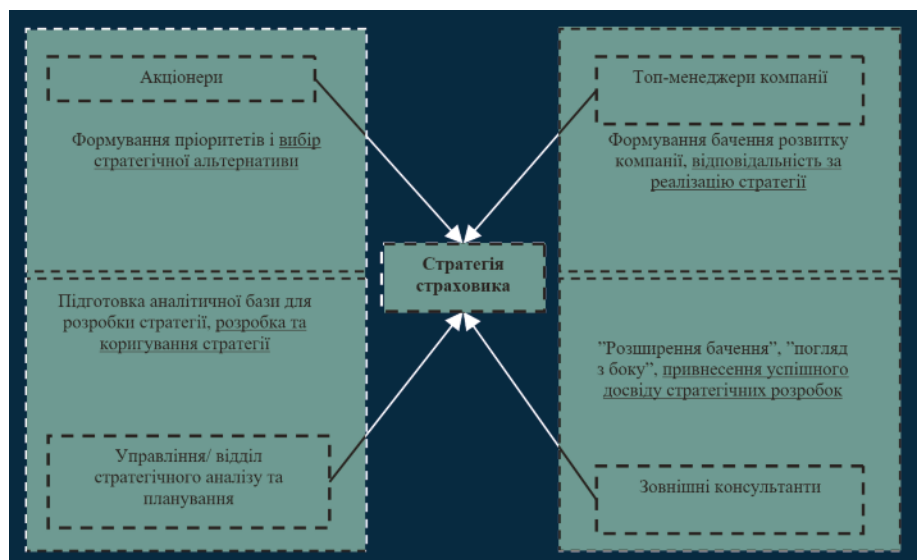 Акціонери
Формування пріоритетів і вибір
стратегічної альтернативи
Топ-менеджери компанії
Формування бачення розвитку
компанії, відповідальність за
реалізацію стратегії
Стратегія
страховика
Підготовка аналітичної бази для
розробки стратегії, розробка та
коригування стратегії
Управління/ відділ
стратегічного аналізу та
планування
”Розширення бачення”, ”погляд
з боку”, привнесення успішного
досвіду стратегічних розробок
Зовнішні консультанти